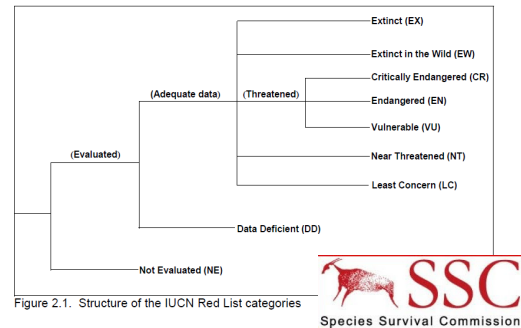 Extinct (EX)
Extinct in the Wild (EW)
Critically Endangered (CR)
(Adequate data)
(Threatened)
Endangered (EN)
Vulnerable (VU)
(Evaluated)
Near Threatened (NT)
Least Concern (LC)
Data Deficient (DD)
Not Evaluated (NE)
Figure 2.1. Structure of the IUCN Red List categories
SSC
Species Survival Commission